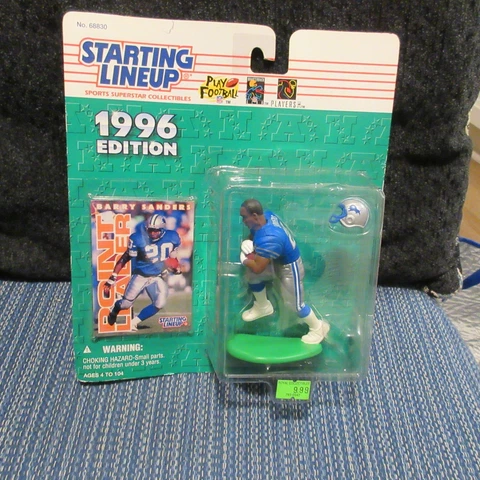 No. 68830
STARTING
LINEUP
SPORTS SUPERSTAR COLLECTIBLES
PLAY
FOOTBALL
PLAYERS
1996
EDITION
BARRY SANDERS
POINT
LEADER
20
STARTING
LINEUP
WARNING:
CHOKING HAZARD-Small parts.
not for children under 3 years.
AGES 4 TO 104
9.99